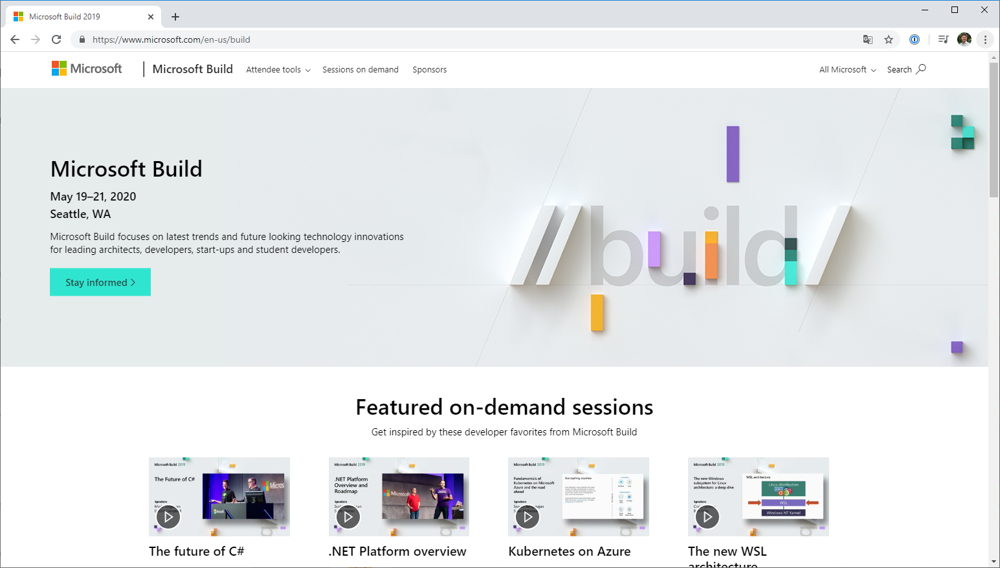 Microsoft Build 2019
https://www.microsoft.com/en-us/build
Microsoft
Microsoft Build
Attendee tools
Sessions on demand
Sponsors
All Microsoft
Search
Microsoft Build
May 19–21, 2020
Seattle, WA
Microsoft Build focuses on latest trends and future looking technology innovations
for leading architects, developers, start-ups and student developers.
Stay informed
//build/
Featured on-demand sessions
Get inspired by these developer favorites from Microsoft Build
Microsoft Build 2019
The Future of C#
Speakers
Microsoft Build 2019
.NET Platform
Overview and
Roadmap
Speakers
Microsoft
Microsoft Build 2019
Fundamentals of
Kubernetes on Microsoft
Azure and the road
ahead
Speakers
Run anything, anywhere
Microsoft Build 2019
The new Windows
subsystem for Linux
architecture: a deep dive
Speakers
WSL architecture
Linux distribution
WSL
Windows NT Kernel
The future of C#
.NET Platform overview
Kubernetes on Azure
The new WSL
architecture